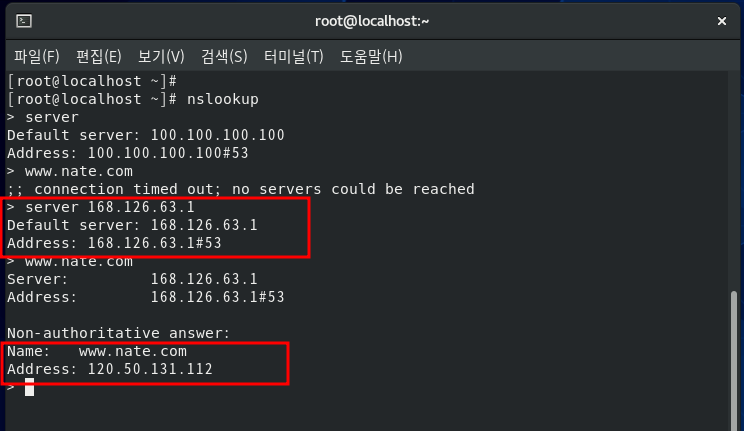 root@localhost:~
파일(F) 편집(E) 보기(V) 검색(S) 터미널(T) 도움말(H)
[root@localhost ~]#
[root@localhost ~]# nslookup
> server
Default server: 100.100.100.100
Address: 100.100.100.100#53
> www.nate.com
;; connection timed out; no servers could be reached
> server 168.126.63.1
Default server: 168.126.63.1
Address: 168.126.63.1#53
> www.nate.com
Server: 168.126.63.1
Address: 168.126.63.1#53
Non-authoritative answer:
Name: www.nate.com
Address: 120.50.131.112
>